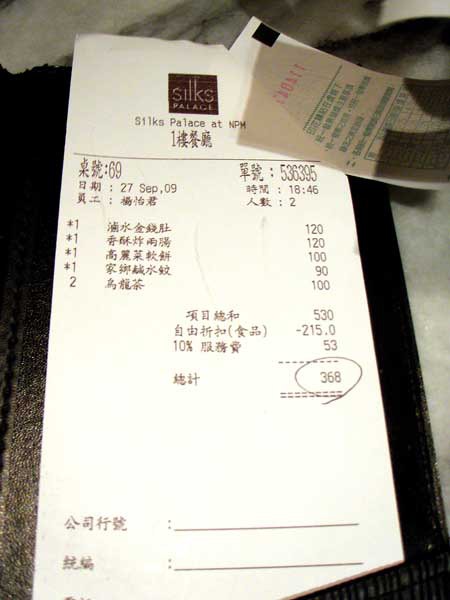 silks
PALACE
Silks Palace at NPM
1樓餐廳
桌號:69 單號: 536395
日期 : 27 Sep,09 時間 : 18:46
員工 : 楊怡君 人數 : 2
*1 滷水金錢肚 120
*1 香酥炸兩腸 120
*1 高麗菜軟餅 100
*1 家鄉鹹水餃 90
2 烏龍茶 100
項目總和 530
自由折扣(食品) -215.0
10% 服務費 53
總計 368
公司行號 :
統編 :